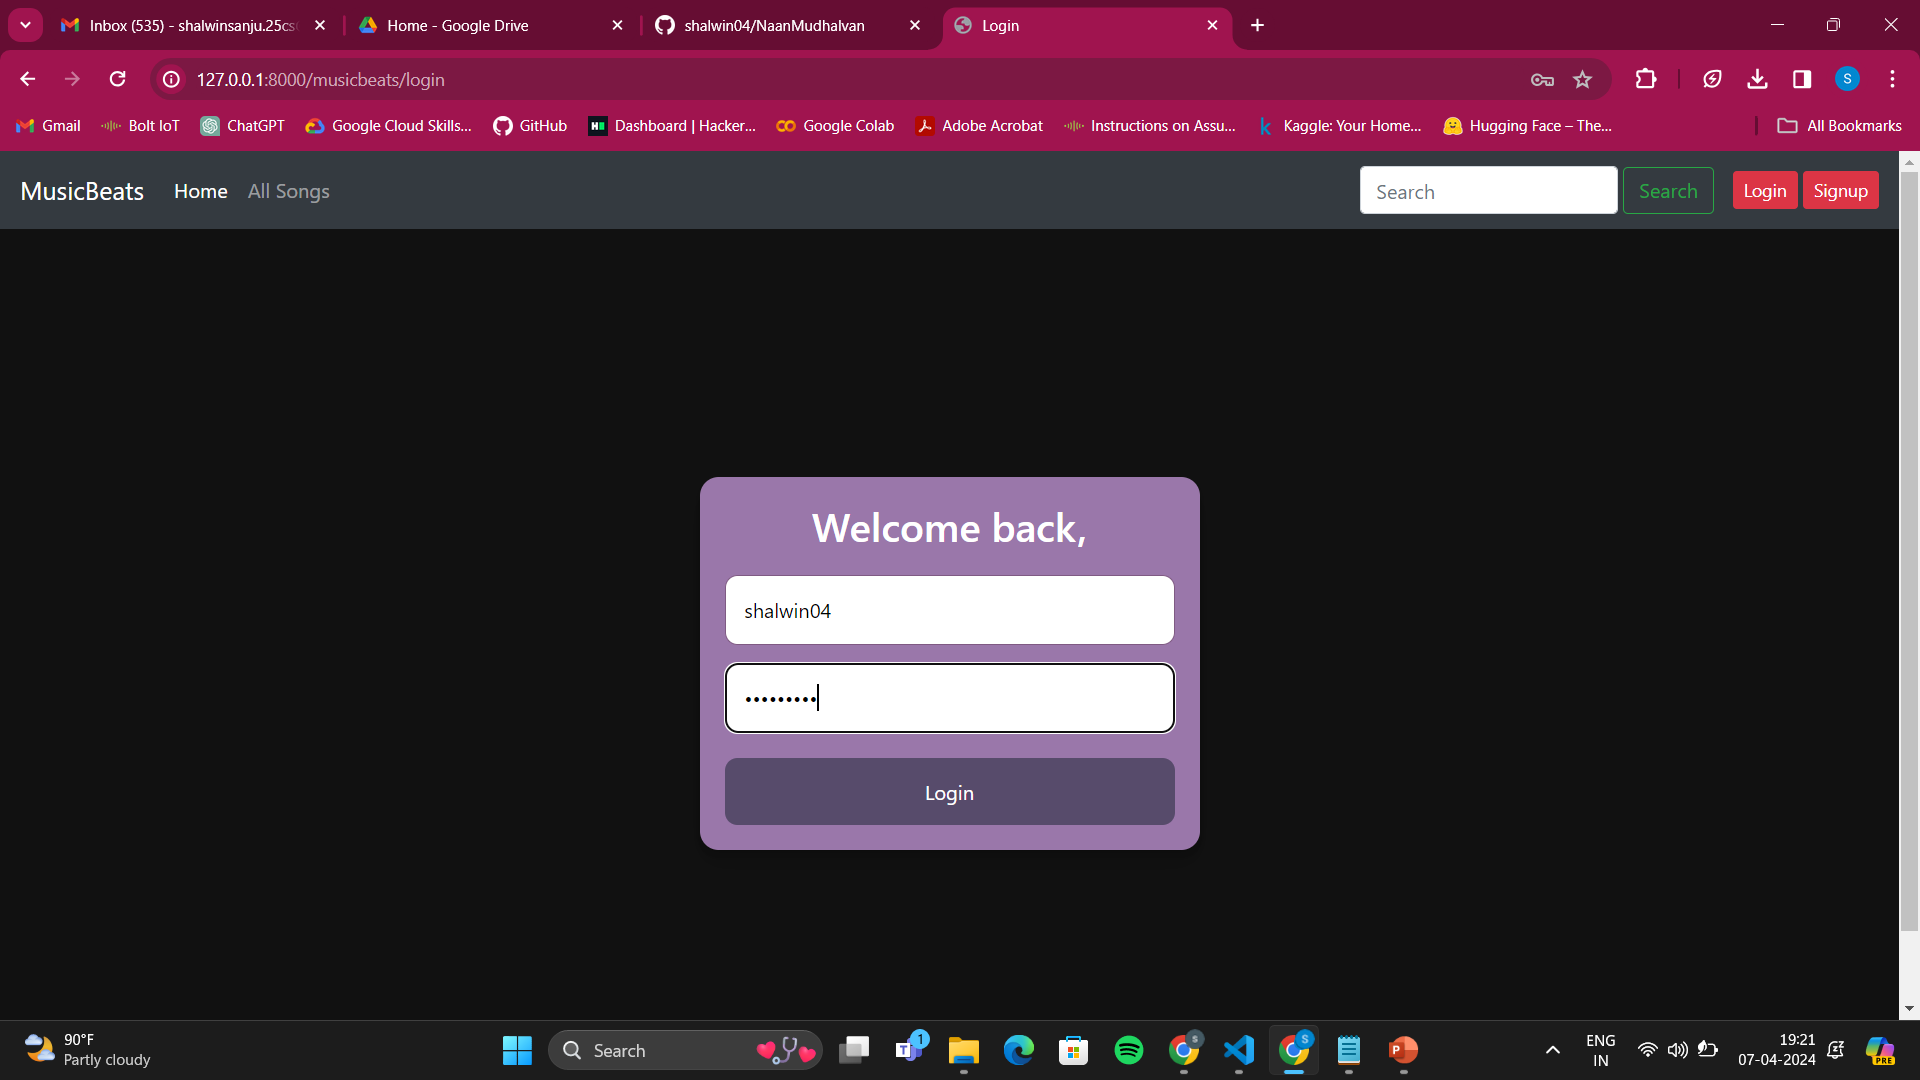 Inbox (535) - shalwinsanju.25cs
Home - Google Drive
shalwin04/NaanMudhalvan
Login
127.0.0.1:8000/musicbeats/login
S
Gmail
Bolt IoT
ChatGPT
Google Cloud Skills...
GitHub
Dashboard | Hacker...
Google Colab
Adobe Acrobat
Instructions on Assu...
Kaggle: Your Home...
Hugging Face – The...
All Bookmarks
MusicBeats
Home
All Songs
Search
Search
Login
Signup
Welcome back,
shalwin04
•••••••••
Login
90°F
Partly cloudy
Search
1
ENG
IN
19:21
07-04-2024
PRE